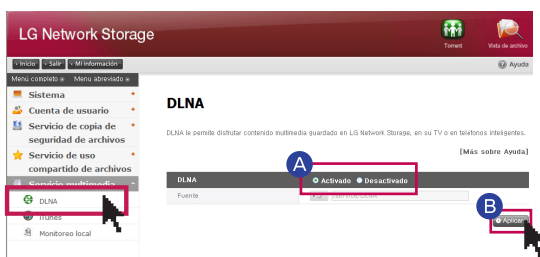 LG Network Storage
Torrent
Vista de archivo
Inicio
Salir
Mi Información
Ayuda
Menú completo
Menu abreviado
Sistema
Cuenta de usuario
Servicio de copia de
seguridad de archivos
Servicio de uso
compartido de archivos
Servicio multimedia
DLNA
iTunes
Monitoreo local
DLNA
DLNA le permite disfrutar contenido multimedia guardado en LG Network Storage, en su TV o en teléfonos inteligentes.
[Más sobre Ayuda]
A
DLNA
Activado
Desactivado
Fuente
B
Aplicar